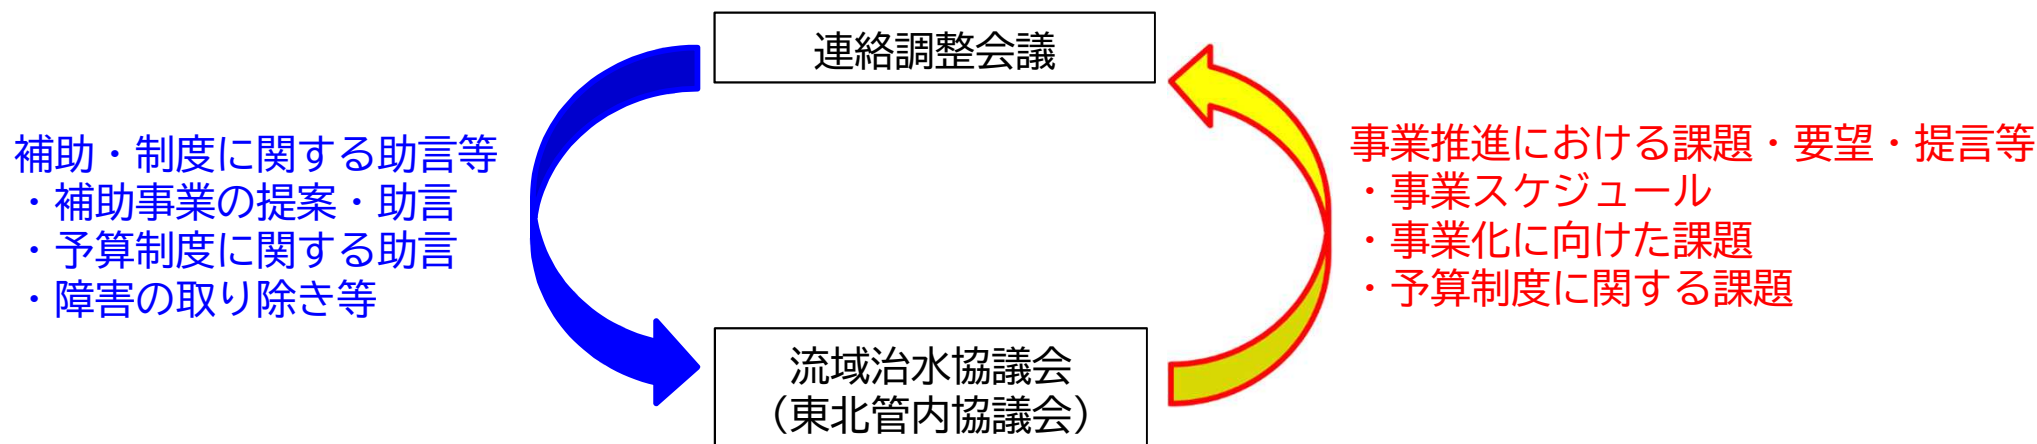 連絡調整会議
補助・制度に関する助言等
・補助事業の提案・助言
・予算制度に関する助言
・障害の取り除き等
事業推進における課題・要望・提言等
・事業スケジュール
・事業化に向けた課題
・予算制度に関する課題
流域治水協議会
（東北管内協議会）